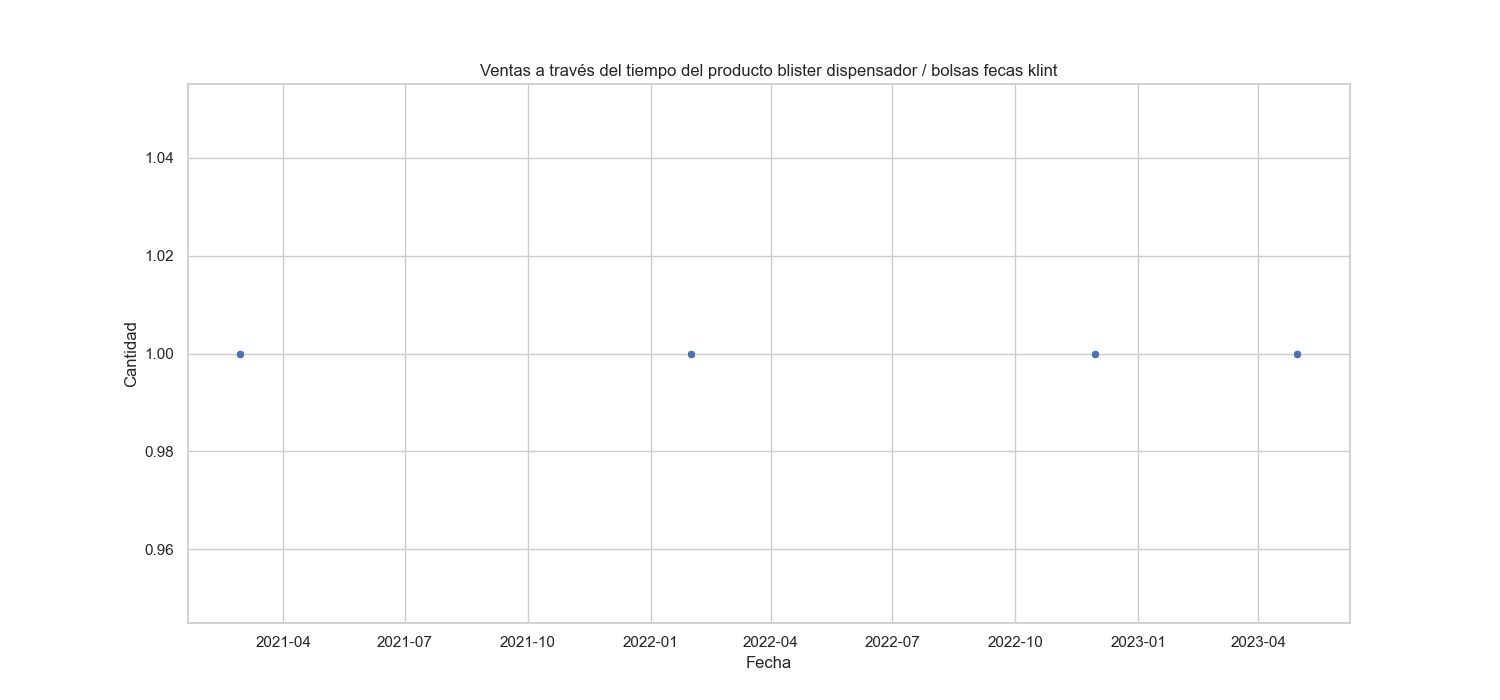 Ventas a través del tiempo del producto blister dispensador / bolsas fecas klint
1.04
1.02
1.00
0.98
0.96
Cantidad
2021-04 2021-07 2021-10 2022-01 2022-04 2022-07 2022-10 2023-01 2023-04
Fecha